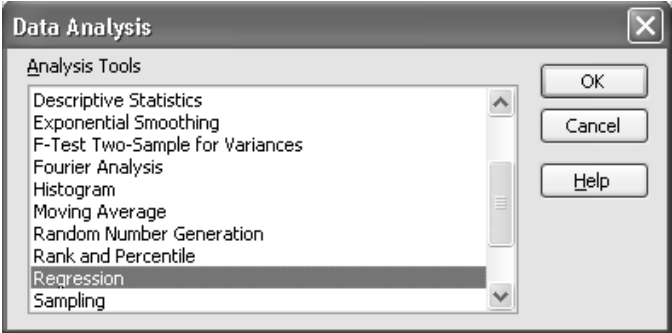 Data Analysis
Analysis Tools
Descriptive Statistics
Exponential Smoothing
F-Test Two-Sample for Variances
Fourier Analysis
Histogram
Moving Average
Random Number Generation
Rank and Percentile
Regression
Sampling
OK
Cancel
Help